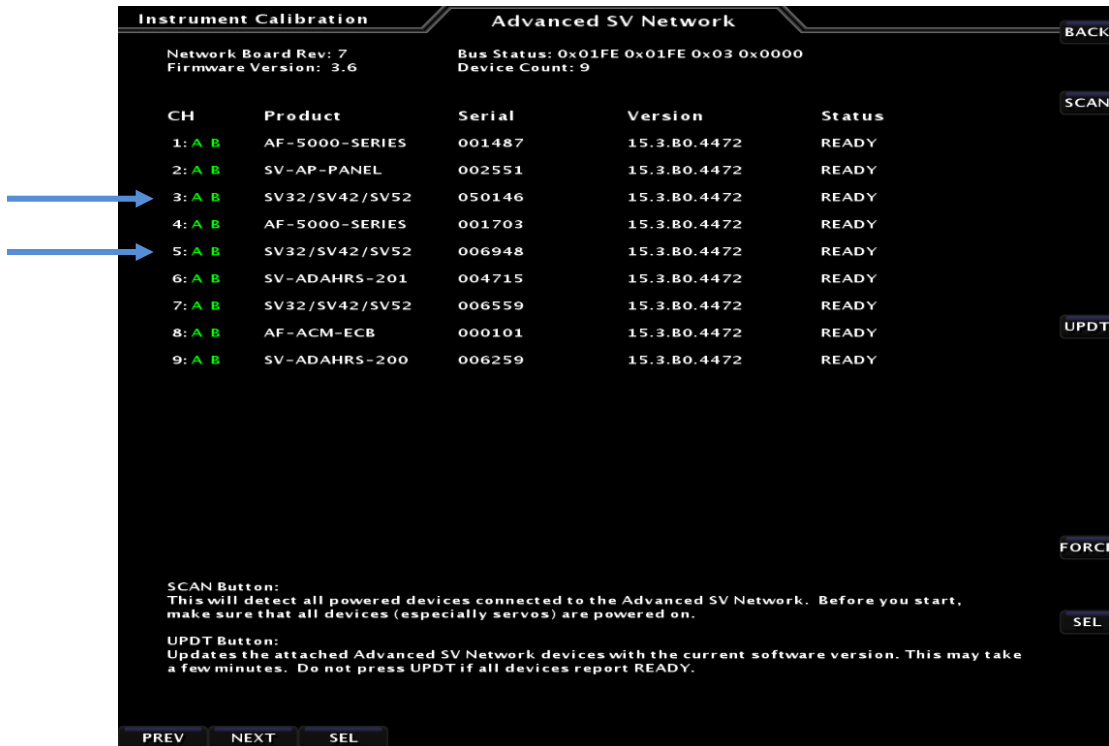 Instrument Calibration Advanced SV Network
BACK
Network Board Rev: 7 Bus Status: 0x01FE 0x01FE 0x03 0x0000
Firmware Version: 3.6 Device Count: 9
SCAN
CH Product Serial Version Status
1: A B AF-5000-SERIES 001487 15.3.B0.4472 READY
2: A B SV-AP-PANEL 002551 15.3.B0.4472 READY
3: A B SV32/SV42/SV52 050146 15.3.B0.4472 READY
4: A B AF-5000-SERIES 001703 15.3.B0.4472 READY
5: A B SV32/SV42/SV52 006948 15.3.B0.4472 READY
6: A B SV-ADAHRS-201 004715 15.3.B0.4472 READY
7: A B SV32/SV42/SV52 006559 15.3.B0.4472 READY
UPDT
8: A B AF-ACM-ECB 000101 15.3.B0.4472 READY
9: A B SV-ADAHRS-200 006259 15.3.B0.4472 READY
FORCE
SCAN Button:
This will detect all powered devices connected to the Advanced SV Network. Before you start,
make sure that all devices (especially servos) are powered on.
SEL
UPDT Button:
Updates the attached Advanced SV Network devices with the current software version. This may take
a few minutes. Do not press UPDT if all devices report READY.
PREV NEXT SEL